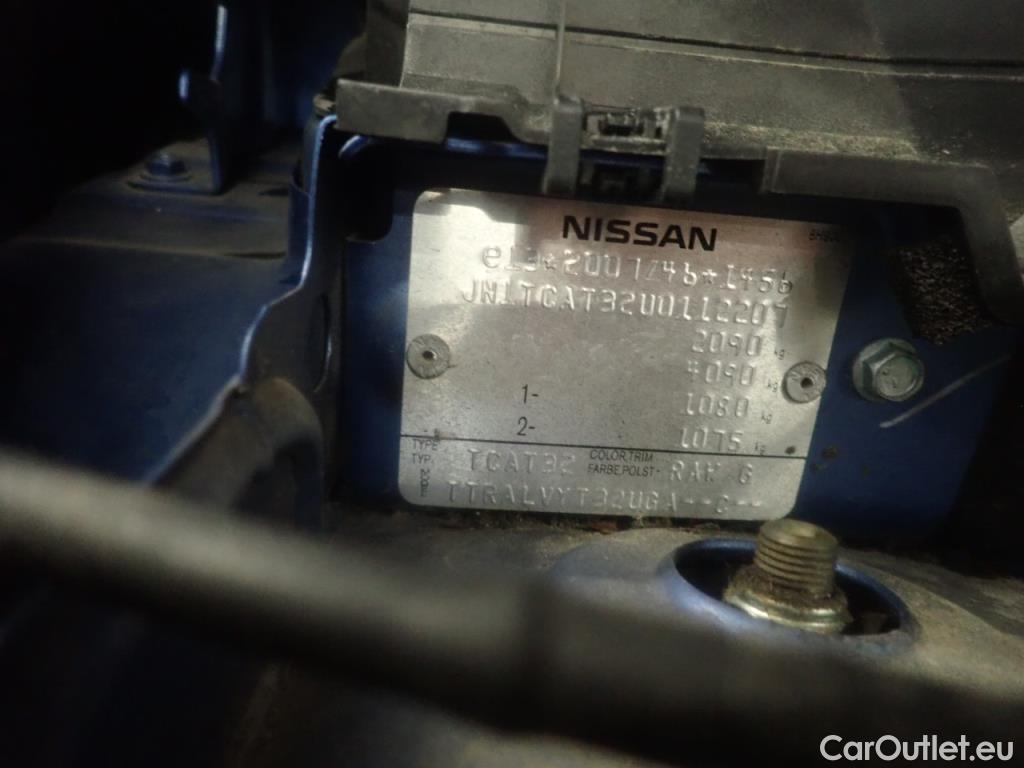 NISSAN
e13*2007/46*1456
JN1TCAT32U0112207
2090 kg
4090 kg
1- 1080 kg
2- 1075 kg
TYPE
TYP. TCAT32 COLOR,TRIM
FARBE,POLST- RAW G
TTRALVYT32UGA--C--
CarOutlet.eu